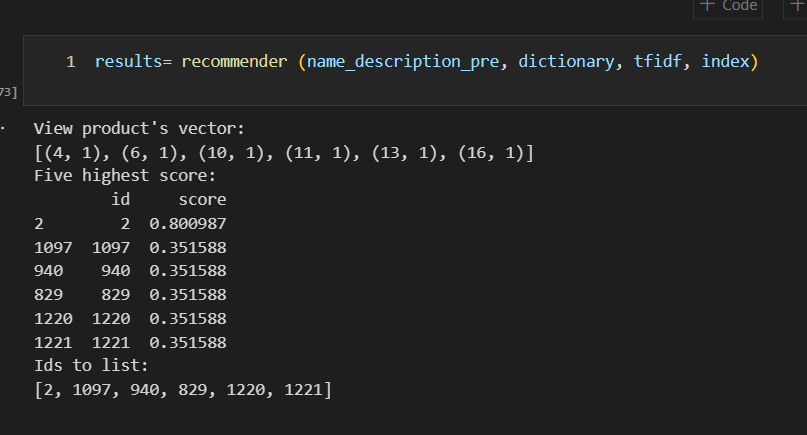 + Code +
1 results= recommender (name_description_pre, dictionary, tfidf, index)
73]
View product's vector:
[(4, 1), (6, 1), (10, 1), (11, 1), (13, 1), (16, 1)]
Five highest score:
id score
2 2 0.800987
1097 1097 0.351588
940 940 0.351588
829 829 0.351588
1220 1220 0.351588
1221 1221 0.351588
Ids to list:
[2, 1097, 940, 829, 1220, 1221]